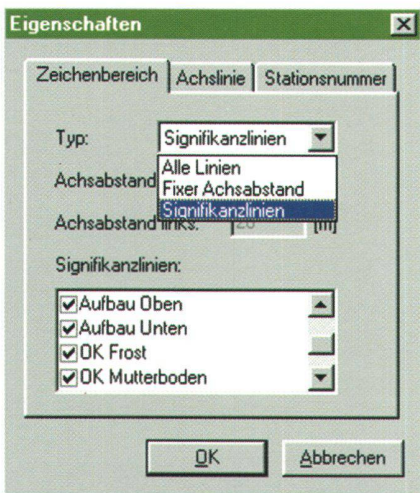 Eigenschaften
Zeichenbereich Achslinie Stationsnummer
Typ: Signifikanzlinien
Alle Linien
Achsabstand Fixer Achsabstand
Signifikanzlinien
Achsabstand links: 20 [m]
Signifikanzlinien:
Aufbau Oben
Aufbau Unten
OK Frost
OK Mutterboden
OK Abbrechen